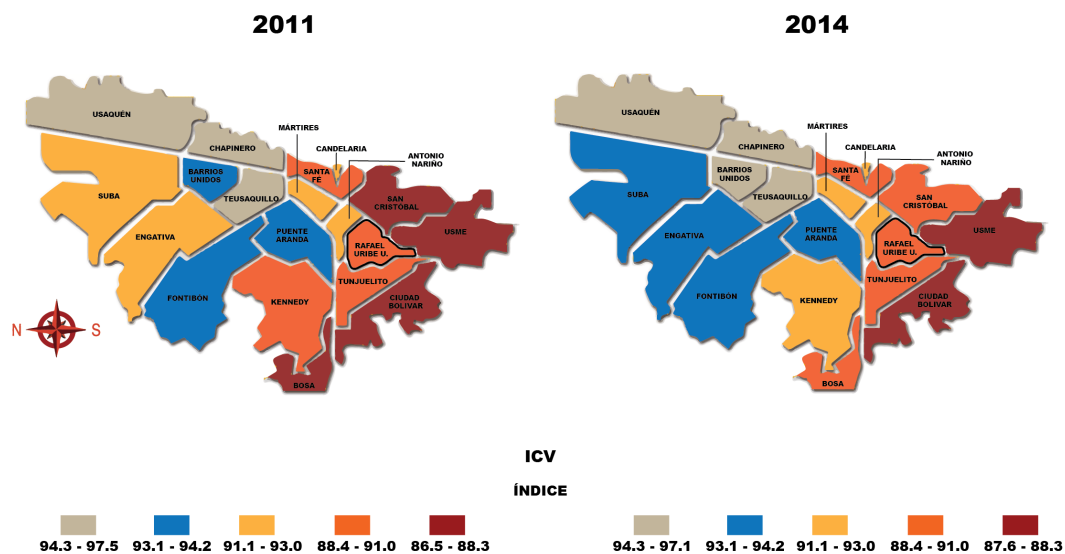 2011
2014
USAQUÉN
CHAPINERO
MÁRTIRES
CANDELARIA
ANTONIO
NARIÑO
BARRIOS
UNIDOS
SANTA
FÉ
SUBA
TEUSAQUILLO
SAN
CRISTÓBAL
ENGATIVA
PUENTE
ARANDA
USME
RAFAEL
URIBE U.
FONTIBÓN
KENNEDY
TUNJUELITO
CIUDAD
BOLIVAR
BOSA
N S
USAQUÉN
CHAPINERO
MÁRTIRES
CANDELARIA
ANTONIO
NARIÑO
BARRIOS
UNIDOS
SANTA
FÉ
SUBA
TEUSAQUILLO
SAN
CRISTÓBAL
ENGATIVA
PUENTE
ARANDA
USME
RAFAEL
URIBE U.
FONTIBÓN
KENNEDY
TUNJUELITO
CIUDAD
BOLIVAR
BOSA
ICV
ÍNDICE
94.3 - 97.5 93.1 - 94.2 91.1 - 93.0 88.4 - 91.0 86.5 - 88.3
94.3 - 97.1 93.1 - 94.2 91.1 - 93.0 88.4 - 91.0 87.6 - 88.3